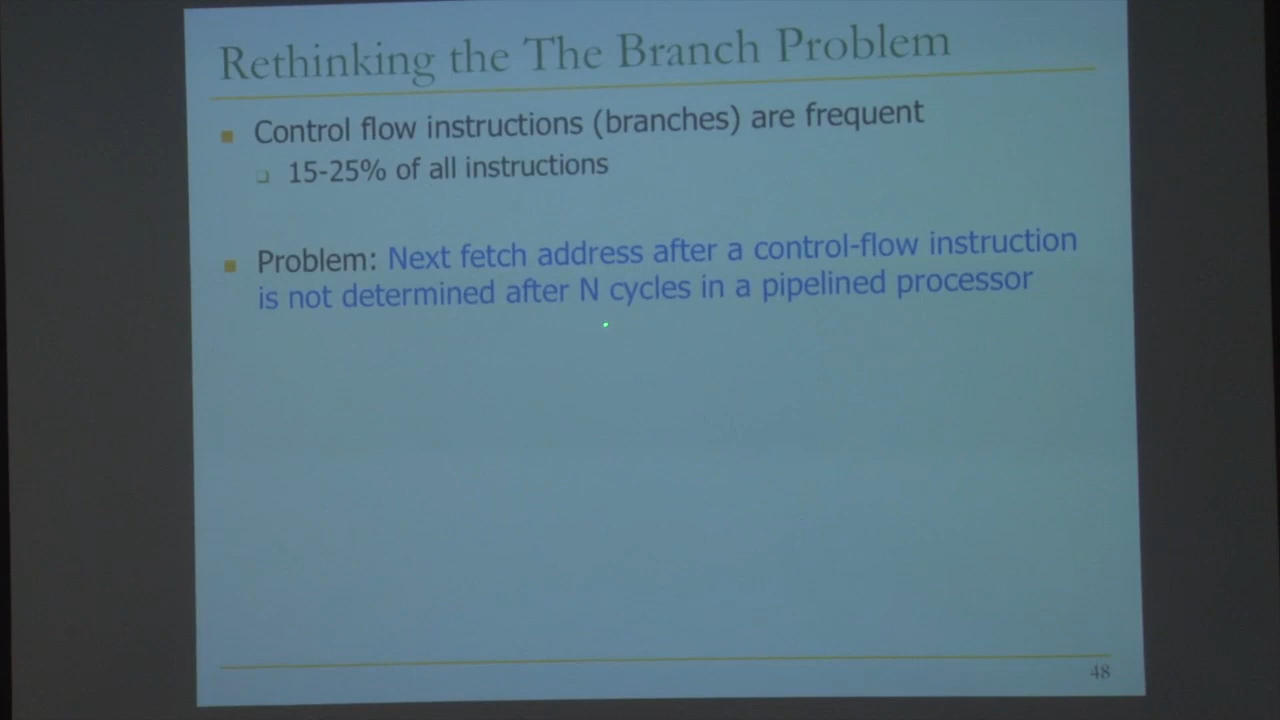 Rethinking the The Branch Problem
Control flow instructions (branches) are frequent
15-25% of all instructions
Problem: Next fetch address after a control-flow instruction
is not determined after N cycles in a pipelined processor
48